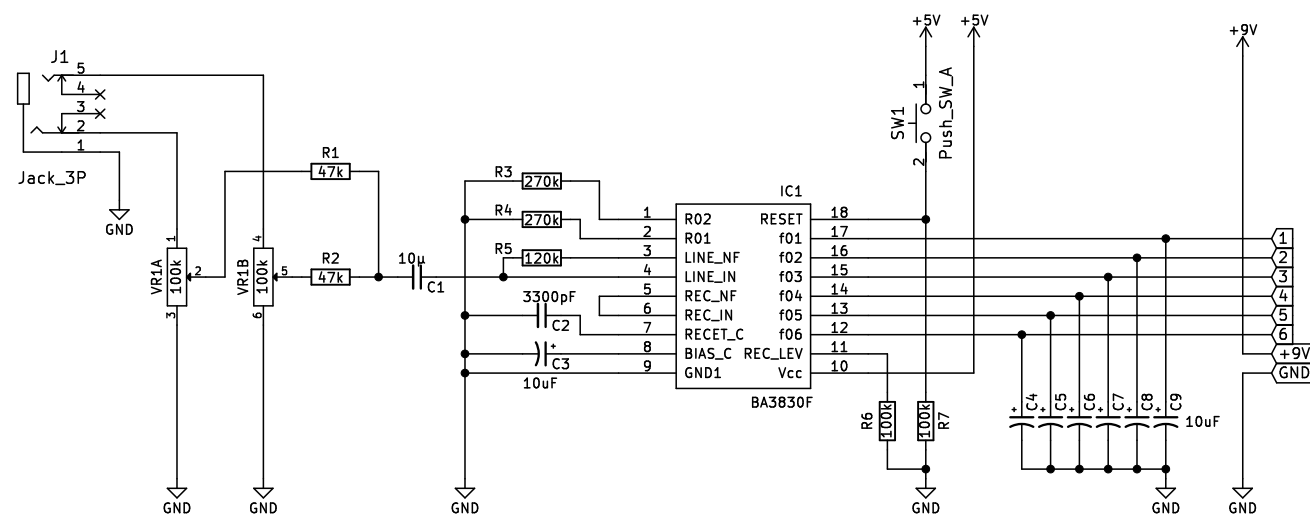 J1
5
4
3
2
1
Jack_3P
GND
VR1A
100k
1
2
3
GND
VR1B
100k
4
5
6
GND
R1
47k
R2
47k
10µ
C1
R3
270k
R4
270k
R5
120k
3300pF
C2
C3
10uF
GND
IC1
1 R02 RESET 18
2 R01 f01 17
3 LINE_NF f02 16
4 LINE_IN f03 15
5 REC_NF f04 14
6 REC_IN f05 13
7 RECET_C f06 12
8 BIAS_C REC_LEV 11
9 GND1 Vcc 10
BA3830F
+5V
+5V
SW1
Push_SW_A
1
2
R6
100k
100k
R7
GND
+ C4
+ C5
+ C6
+ C7
+ C8
+ C9
10uF
GND
+9V
1
2
3
4
5
6
+9V
GND
GND